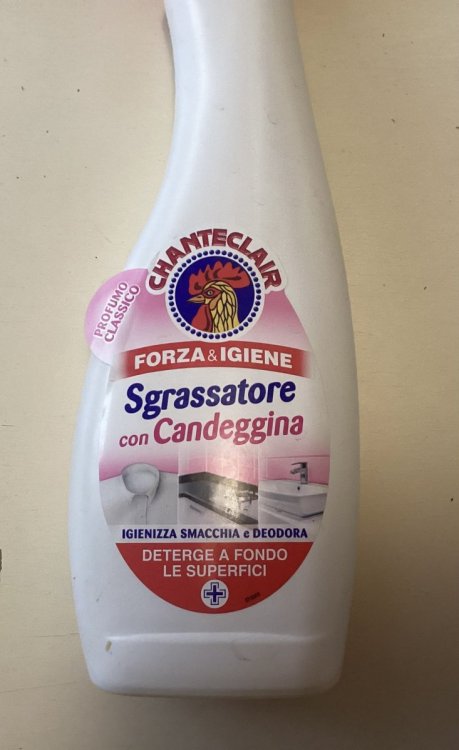 CHANTECLAIR
PROFUMO
CLASSICO
FORZA & IGIENE
Sgrassatore
con Candeggina
IGIENIZZA SMACCHIA e DEODORA
DETERGE A FONDO
LE SUPERFICI